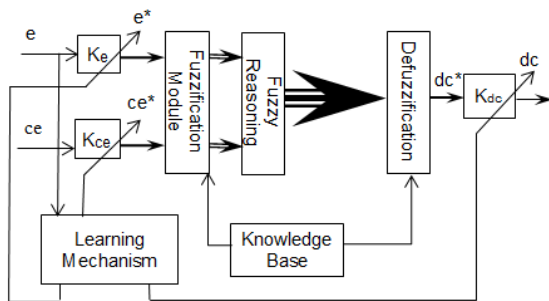 e
e*
Ke
Fuzzification
Module
Fuzzy
Reasoning
Defuzzification
dc*
Kdc
dc
ce
ce*
Kce
Learning
Mechanism
Knowledge
Base